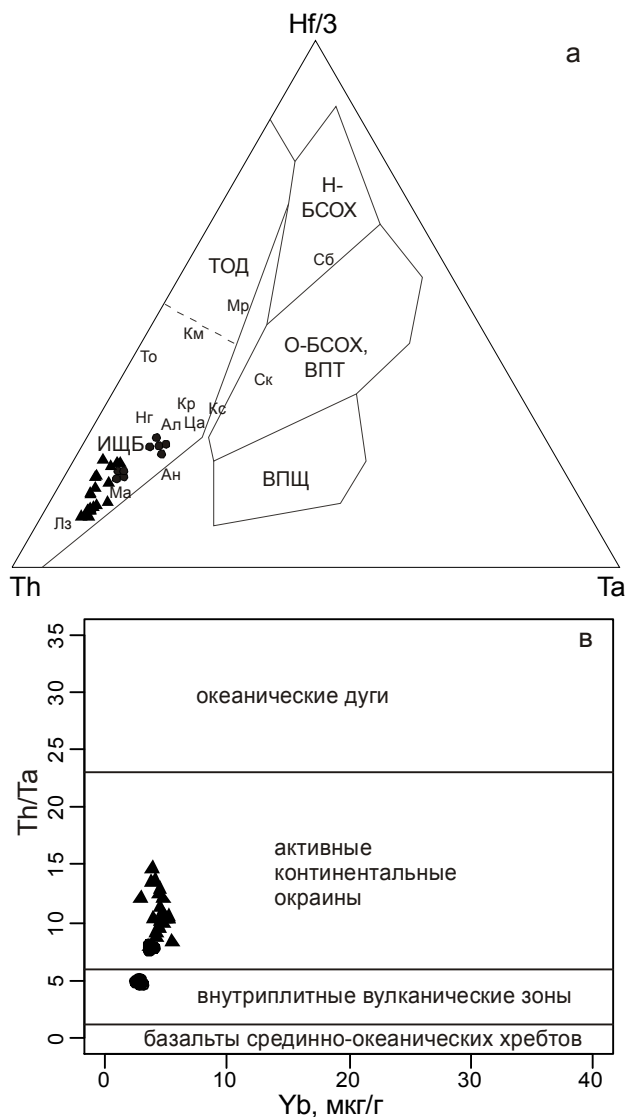 Hf/3
а
Н-
БСОХ
Сб
ТОД
Мр
Км
О-БСОХ,
ВПТ
То
Ск
Кр
Кс
Нг
Ал
Ца
ИЩБ
Ан
ВПЩ
Ма
Лз
Th
Ta
в
35
океанические дуги
30
25
Th/Ta
20
активные
континентальные
окраины
15
10
5
внутриплитные вулканические зоны
0
базальты срединно-океанических хребтов
0
10
20
30
40
Yb, мкг/г